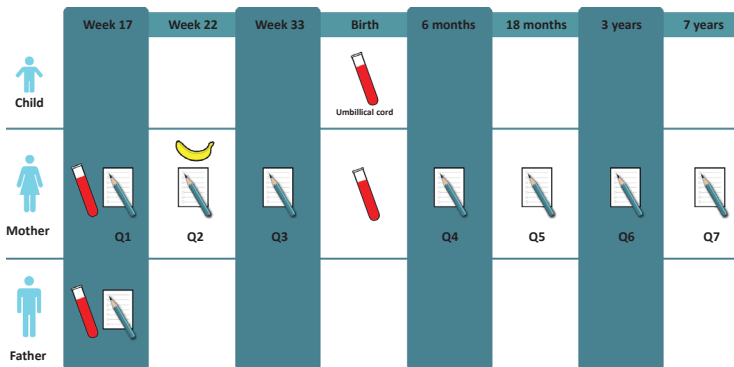 Week 17 Week 22 Week 33 Birth 6 months 18 months 3 years 7 years
Child
Umbillical cord
Mother
Q1 Q2 Q3 Q4 Q5 Q6 Q7
Father